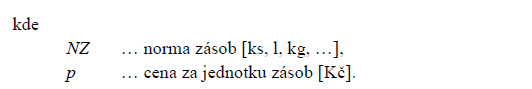 kde
NZ … norma zásob [ks, l, kg, …],
p … cena za jednotku zásob [Kč].